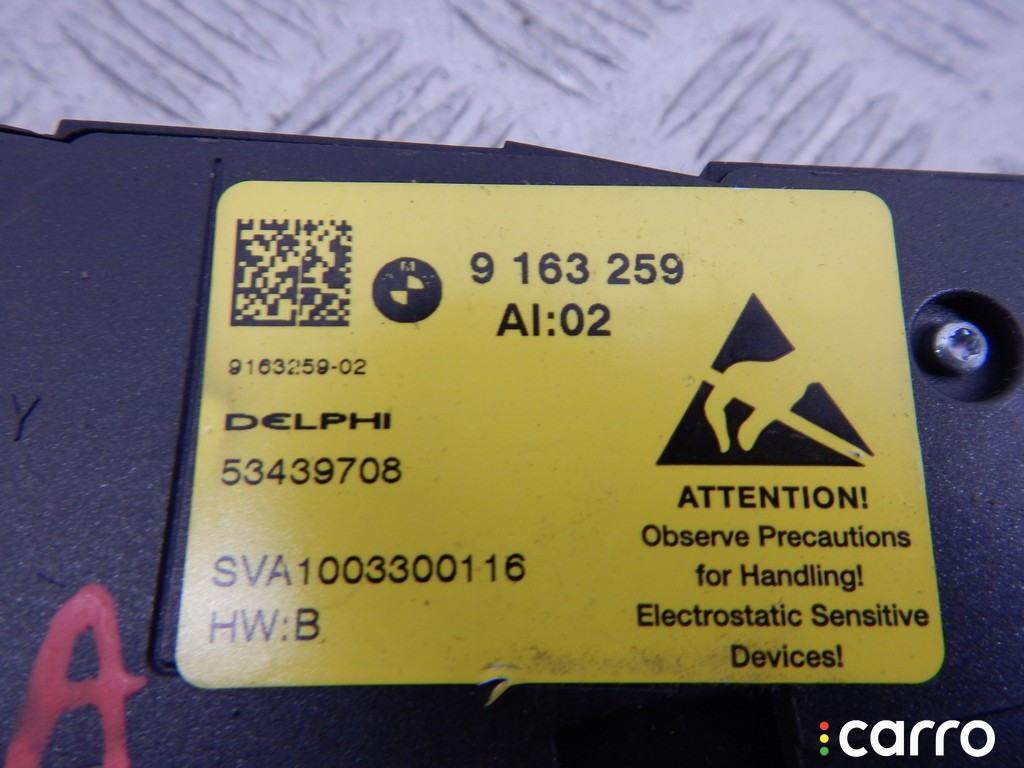 9 163 259
AI:02
9163259-02
DELPHI
53439708
SVA1003300116
HW:B
ATTENTION!
Observe Precautions
for Handling!
Electrostatic Sensitive
Devices!
Y
A
carro